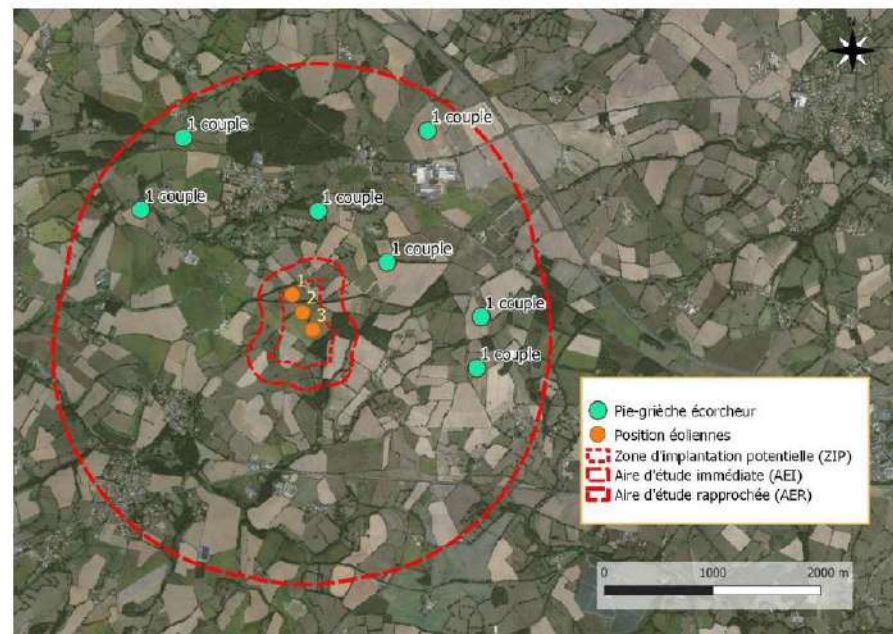 1 couple
1 couple
1 couple
1 couple
1 couple
1
2
3
1 couple
1 couple
Pie-grièche écorcheur
Position éoliennes
Zone d'implantation potentielle (ZIP)
Aire d'étude immédiate (AEI)
Aire d'étude rapprochée (AER)
0 1000 2000 m